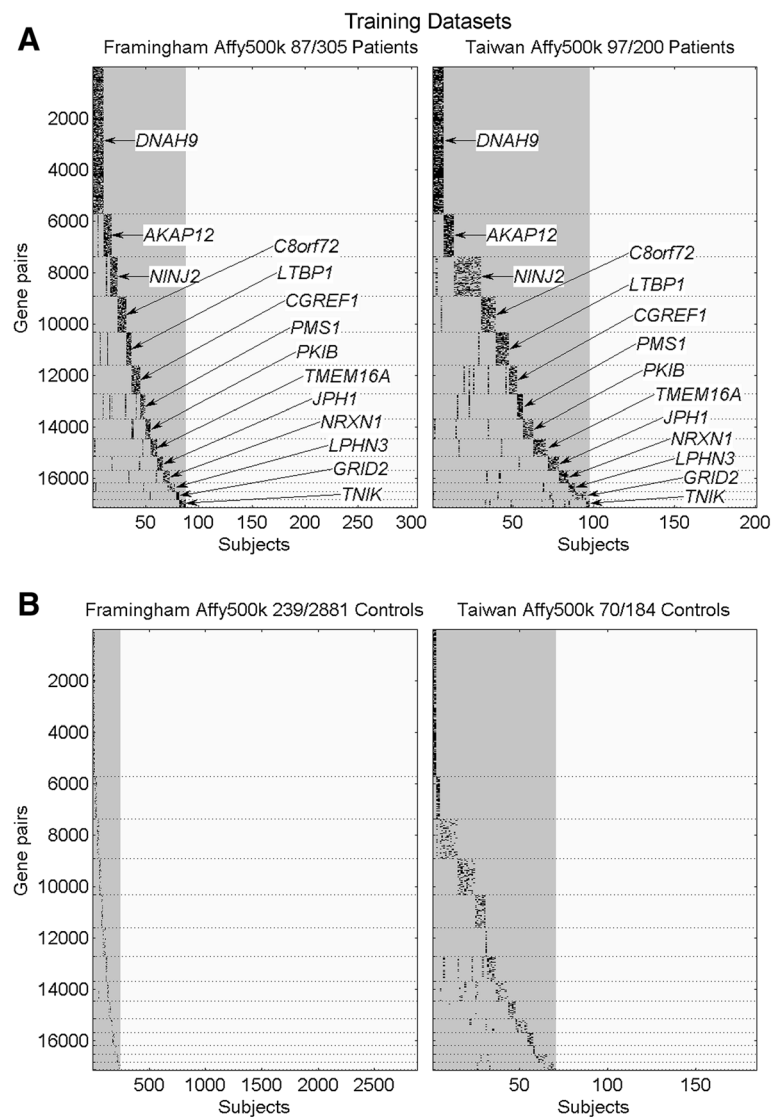 Training Datasets
A
Framingham Affy500k 87/305 Patients
Taiwan Affy500k 97/200 Patients
Gene pairs
2000
4000
6000
8000
10000
12000
14000
16000
DNAH9
AKAP12
NINJ2
C8orf72
LTBP1
CGREF1
PMS1
PKIB
TMEM16A
JPH1
NRXN1
LPHN3
GRID2
TNIK
50 100 150 200 250 300
Subjects
DNAH9
AKAP12
NINJ2
C8orf72
LTBP1
CGREF1
PMS1
PKIB
TMEM16A
JPH1
NRXN1
LPHN3
GRID2
TNIK
50 100 150 200
Subjects
B
Framingham Affy500k 239/2881 Controls
Taiwan Affy500k 70/184 Controls
Gene pairs
2000
4000
6000
8000
10000
12000
14000
16000
500 1000 1500 2000 2500
Subjects
50 100 150
Subjects